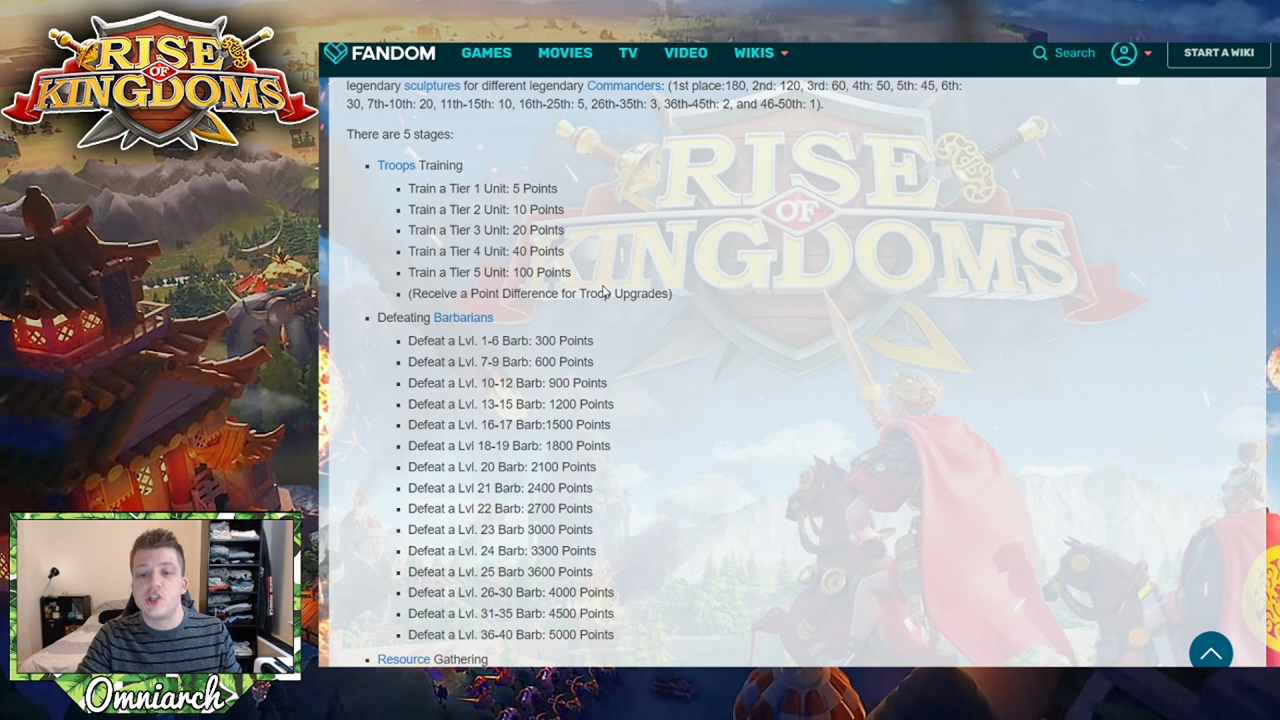 RISE
OF
KINGDOMS
FANDOM GAMES MOVIES TV VIDEO WIKIS Search START A WIKI
legendary sculptures for different legendary Commanders: (1st place:180, 2nd: 120, 3rd: 60, 4th: 50, 5th: 45, 6th:
30, 7th-10th: 20, 11th-15th: 10, 16th-25th: 5, 26th-35th: 3, 36th-45th: 2, and 46-50th: 1).
There are 5 stages:
Troops Training
Train a Tier 1 Unit: 5 Points
Train a Tier 2 Unit: 10 Points
Train a Tier 3 Unit: 20 Points
Train a Tier 4 Unit: 40 Points
Train a Tier 5 Unit: 100 Points
(Receive a Point Difference for Troop Upgrades)
Defeating Barbarians
Defeat a Lvl. 1-6 Barb: 300 Points
Defeat a Lvl. 7-9 Barb: 600 Points
Defeat a Lvl. 10-12 Barb: 900 Points
Defeat a Lvl. 13-15 Barb: 1200 Points
Defeat a Lvl. 16-17 Barb:1500 Points
Defeat a Lvl 18-19 Barb: 1800 Points
Defeat a Lvl. 20 Barb: 2100 Points
Defeat a Lvl 21 Barb: 2400 Points
Defeat a Lvl 22 Barb: 2700 Points
Defeat a Lvl. 23 Barb 3000 Points
Defeat a Lvl. 24 Barb: 3300 Points
Defeat a Lvl. 25 Barb 3600 Points
Defeat a Lvl. 26-30 Barb: 4000 Points
Defeat a Lvl. 31-35 Barb: 4500 Points
Defeat a Lvl. 36-40 Barb: 5000 Points
Resource Gathering
RISE
OF
KINGDOMS
Omniarch